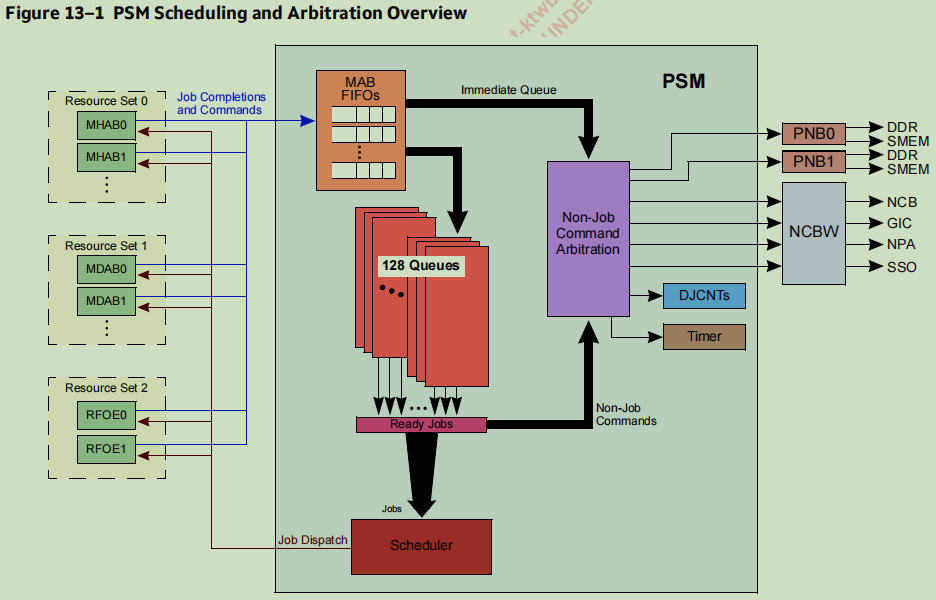 Figure 13–1 PSM Scheduling and Arbitration Overview
PSM
Resource Set 0
MHAB0
MHAB1
Resource Set 1
MDAB0
MDAB1
Resource Set 2
RFOE0
RFOE1
Job Completions
and Commands
MAB
FIFOs
Immediate Queue
128 Queues
Ready Jobs
Non-Job
Commands
Jobs
Scheduler
Job Dispatch
Non-Job
Command
Arbitration
DJCNTs
Timer
PNB0
PNB1
NCBW
DDR
SMEM
DDR
SMEM
NCB
GIC
NPA
SSO